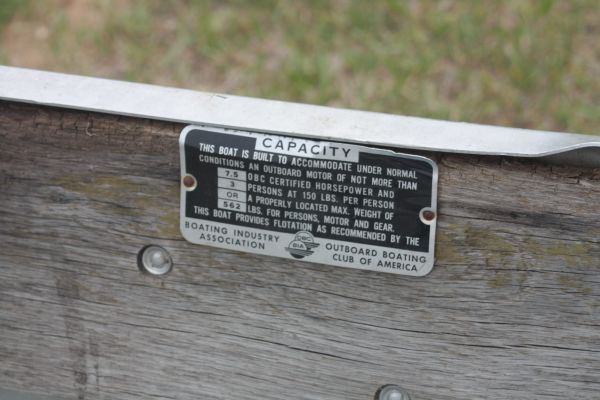 CAPACITY
THIS BOAT IS BUILT TO ACCOMMODATE UNDER NORMAL
CONDITIONS AN OUTBOARD MOTOR OF NOT MORE THAN
7.5 OBC CERTIFIED HORSEPOWER AND
3 PERSONS AT 150 LBS. PER PERSON
OR A PROPERLY LOCATED MAX. WEIGHT OF
562 LBS. FOR PERSONS, MOTOR AND GEAR.
THIS BOAT PROVIDES FLOTATION AS RECOMMENDED BY THE
BOATING INDUSTRY ASSOCIATION
OBC
BIA
OUTBOARD BOATING CLUB OF AMERICA